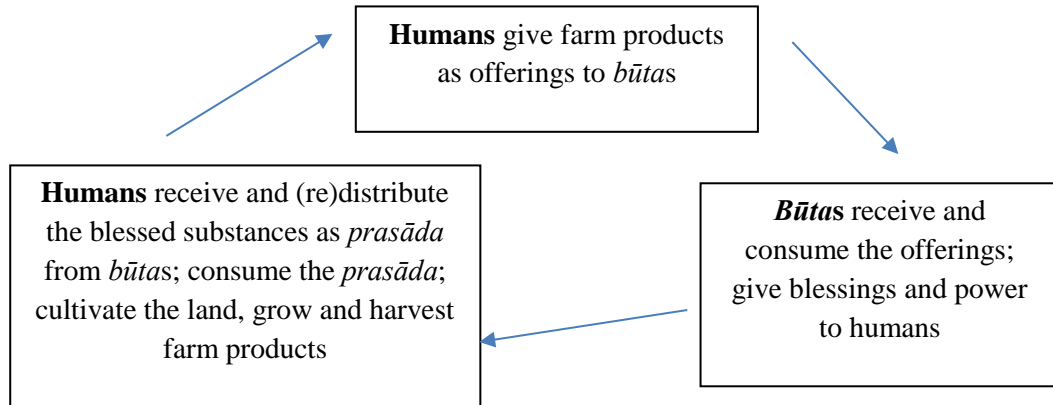 Humans give farm products
as offerings to būtas
Humans receive and (re)distribute
the blessed substances as prasāda
from būtas; consume the prasāda;
cultivate the land, grow and harvest
farm products
Būtas receive and
consume the offerings;
give blessings and power
to humans